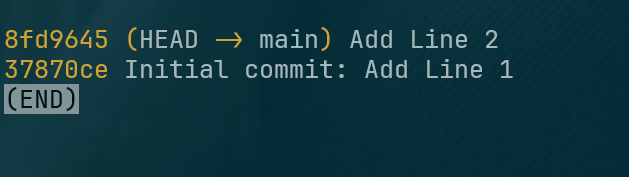 8fd9645 (HEAD -> main) Add Line 2
37870ce Initial commit: Add Line 1
(END)